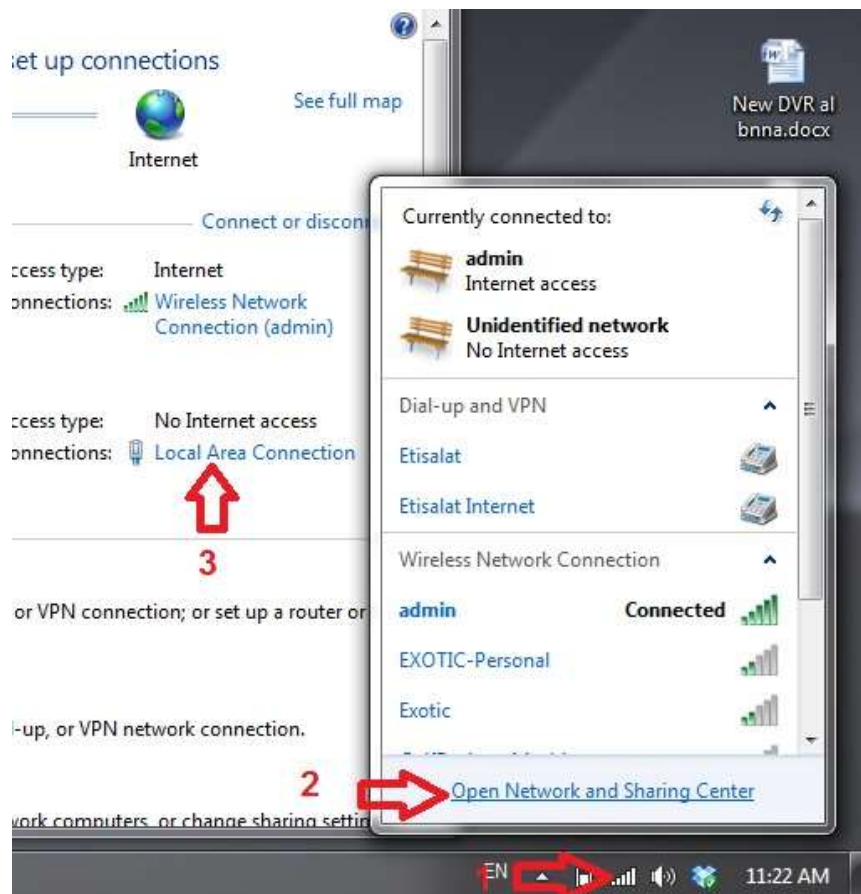 set up connections
See full map
Internet
Connect or disconn
ccess type: Internet
onnections: Wireless Network
Connection (admin)
ccess type: No Internet access
onnections: Local Area Connection
3
or VPN connection; or set up a router or
-up, or VPN network connection.
2
work computers, or change sharing settin
New DVR al
bnna.docx
Currently connected to:
admin
Internet access
Unidentified network
No Internet access
Dial-up and VPN
Etisalat
Etisalat Internet
Wireless Network Connection
admin Connected
EXOTIC-Personal
Exotic
Open Network and Sharing Center
EN 1 11:22 AM